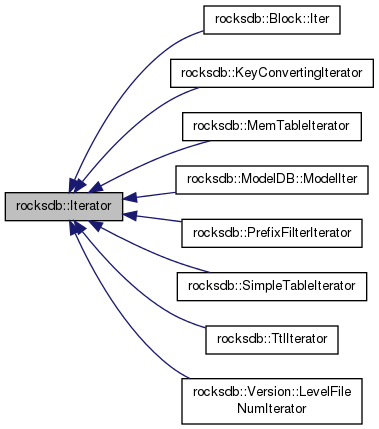 rocksdb::Block::Iter
rocksdb::KeyConvertingIterator
rocksdb::MemTableIterator
rocksdb::ModelDB::ModelIter
rocksdb::Iterator
rocksdb::PrefixFilterIterator
rocksdb::SimpleTableIterator
rocksdb::TtlIterator
rocksdb::Version::LevelFile
NumIterator